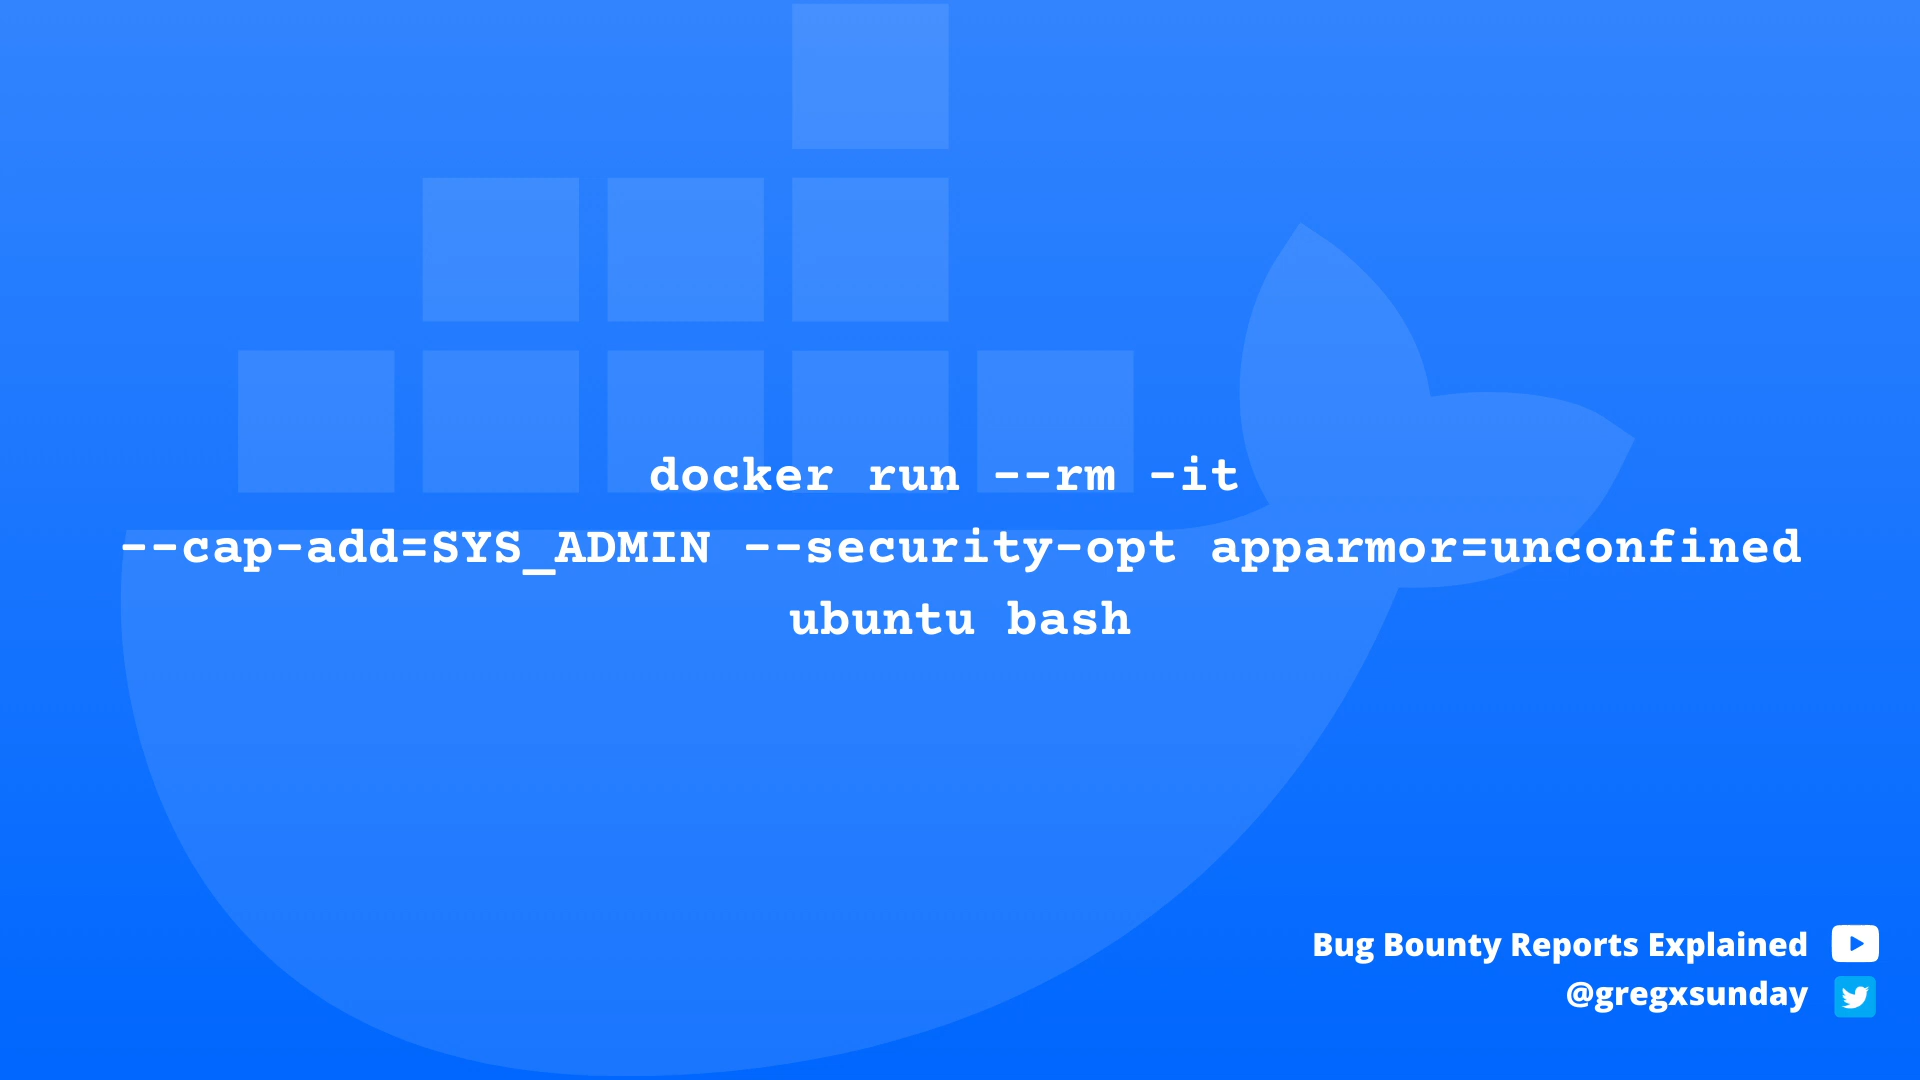 docker run --rm -it
--cap-add=SYS_ADMIN --security-opt apparmor=unconfined
ubuntu bash
Bug Bounty Reports Explained
@gregxsunday